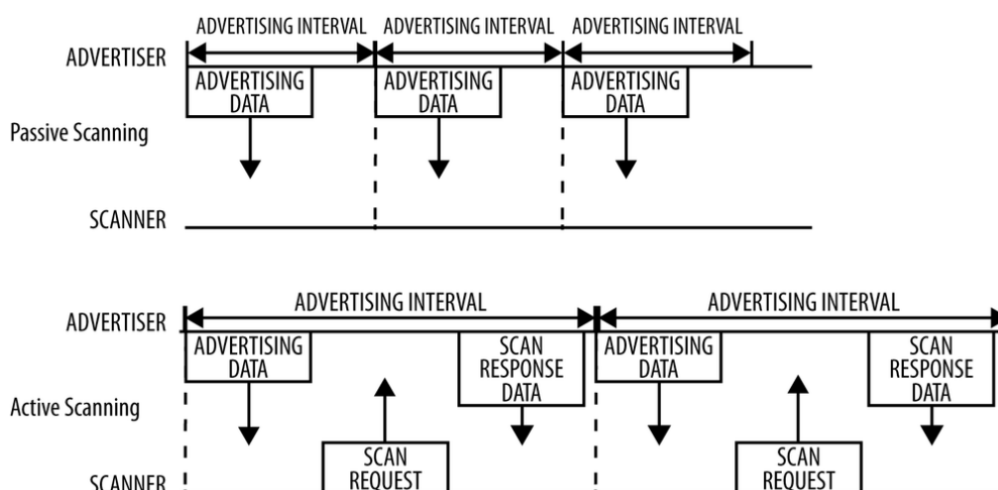 ADVERTISING INTERVAL ADVERTISING INTERVAL ADVERTISING INTERVAL
ADVERTISER
ADVERTISING DATA ADVERTISING DATA ADVERTISING DATA
Passive Scanning
SCANNER
ADVERTISING INTERVAL ADVERTISING INTERVAL
ADVERTISER
ADVERTISING DATA SCAN RESPONSE DATA ADVERTISING DATA SCAN RESPONSE DATA
Active Scanning
SCAN REQUEST SCAN REQUEST
SCANNER